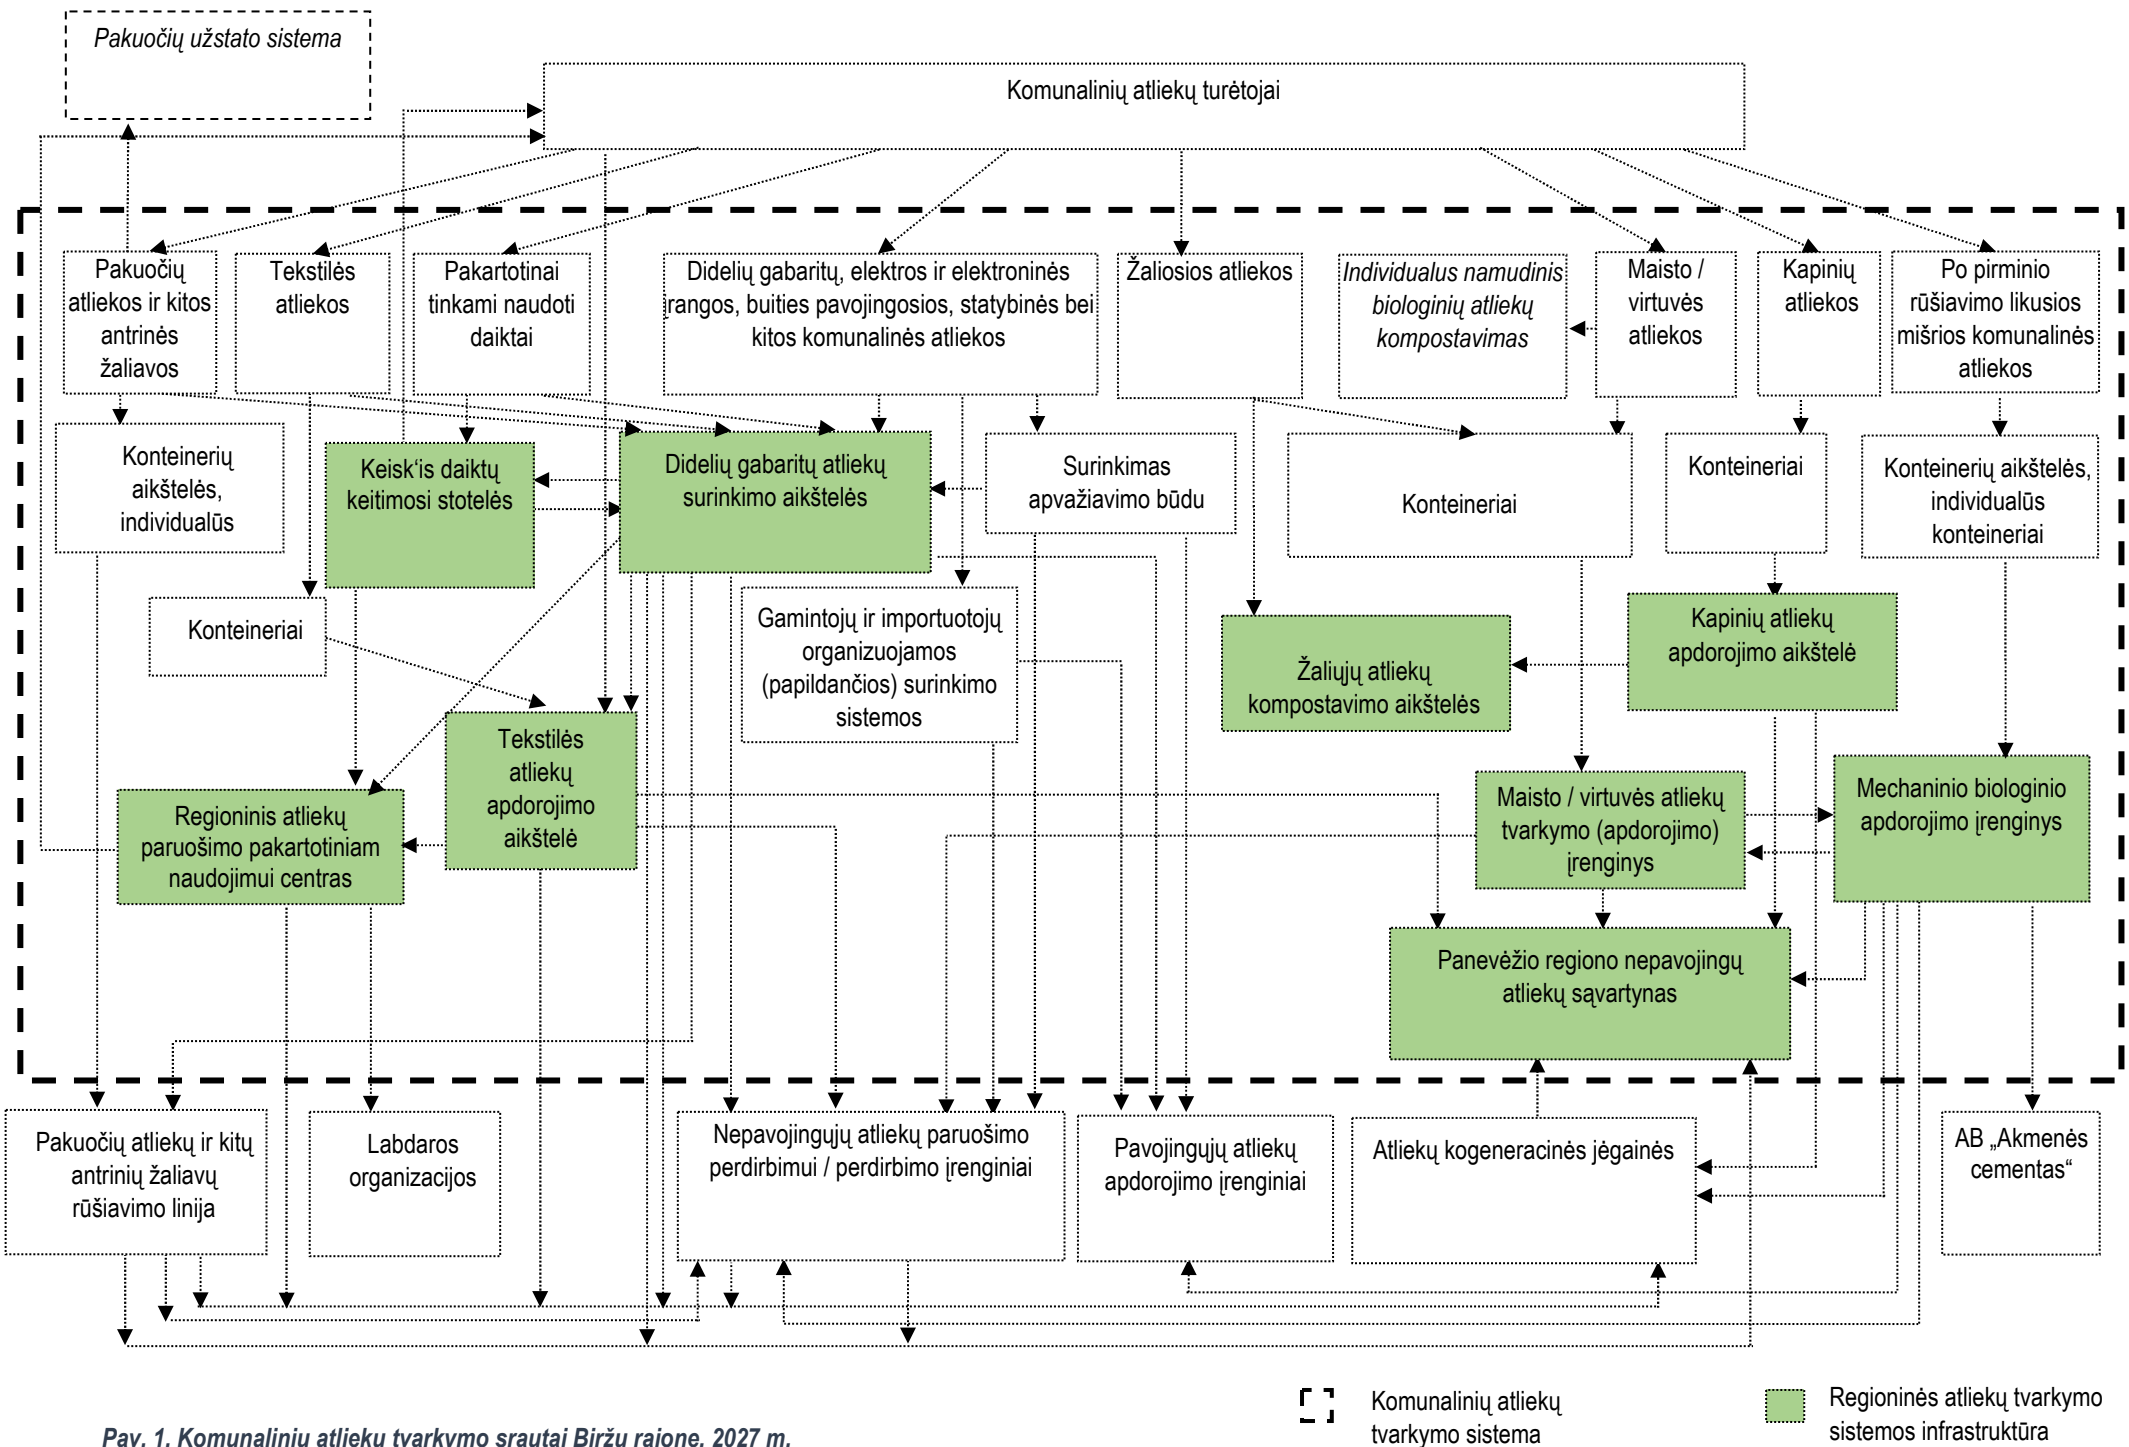 Pakuočių užstato sistema
Komunalinių atliekų turėtojai
Pakuočių
atliekos ir kitos
antrinės
žaliavos
Tekstilės
atliekos
Pakartotinai
tinkami naudoti
daiktai
Didelių gabaritų, elektros ir elektroninės
įrangos, buities pavojingosios, statybinės bei
kitos komunalinės atliekos
Žaliosios atliekos
Individualus namudinis
biologinių atliekų
kompostavimas
Maisto /
virtuvės
atliekos
Kapinių
atliekos
Po pirminio
rūšiavimo likusios
mišrios komunalinės
atliekos
Konteinerių
aikštelės,
individualūs
Keisk‘is daiktų
keitimosi stotelės
Didelių gabaritų atliekų
surinkimo aikštelės
Surinkimas
apvažiavimo būdu
Konteineriai
Konteineriai
Konteinerių aikštelės,
individualūs
konteineriai
Konteineriai
Gamintojų ir importuotojų
organizuojamos
(papildančios) surinkimo
sistemos
Žaliųjų atliekų
kompostavimo aikštelės
Kapinių atliekų
apdorojimo aikštelė
Tekstilės
atliekų
apdorojimo
aikštelė
Regioninis atliekų
paruošimo pakartotiniam
naudojimui centras
Maisto / virtuvės atliekų
tvarkymo (apdorojimo)
įrenginys
Mechaninio biologinio
apdorojimo įrenginys
Panevėžio regiono nepavojingų
atliekų sąvartynas
Pakuočių atliekų ir kitų
antrinių žaliavų
rūšiavimo linija
Labdaros
organizacijos
Nepavojingųjų atliekų paruošimo
perdirbimui / perdirbimo įrenginiai
Pavojingųjų atliekų
apdorojimo įrenginiai
Atliekų kogeneracinės jėgainės
AB „Akmenės
cementas“
Komunalinių atliekų
tvarkymo sistema
Regioninės atliekų tvarkymo
sistemos infrastruktūra
Pav. 1. Komunalinių atliekų tvarkymo srautai Biržų rajone, 2027 m.